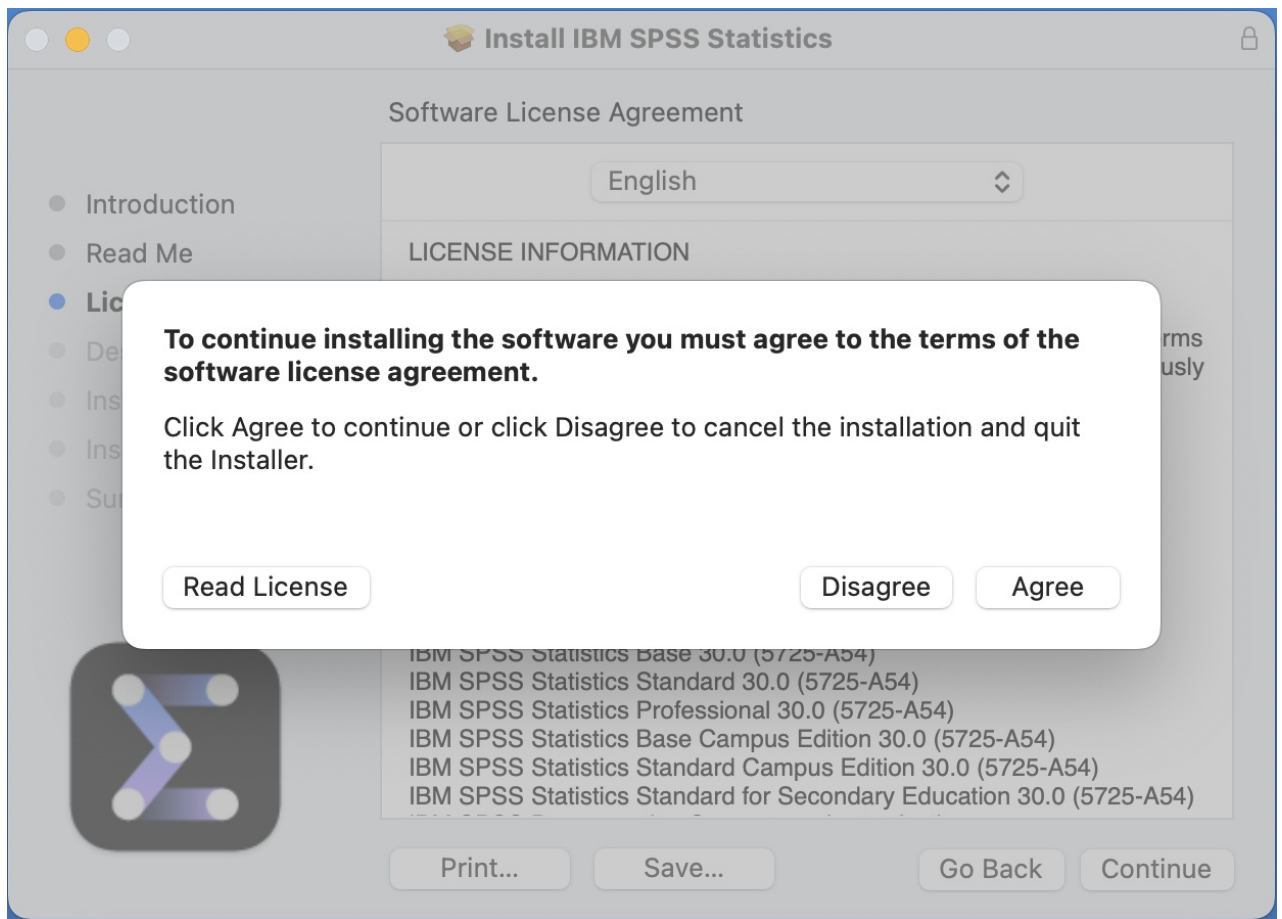 Install IBM SPSS Statistics
Software License Agreement
English
Introduction
Read Me
LICENSE INFORMATION
To continue installing the software you must agree to the terms of the
software license agreement.
Click Agree to continue or click Disagree to cancel the installation and quit
the Installer.
Read License
Disagree
Agree
IBM SPSS Statistics Base 30.0 (5725-A54)
IBM SPSS Statistics Standard 30.0 (5725-A54)
IBM SPSS Statistics Professional 30.0 (5725-A54)
IBM SPSS Statistics Base Campus Edition 30.0 (5725-A54)
IBM SPSS Statistics Standard Campus Edition 30.0 (5725-A54)
IBM SPSS Statistics Standard for Secondary Education 30.0 (5725-A54)
Print...
Save...
Go Back
Continue